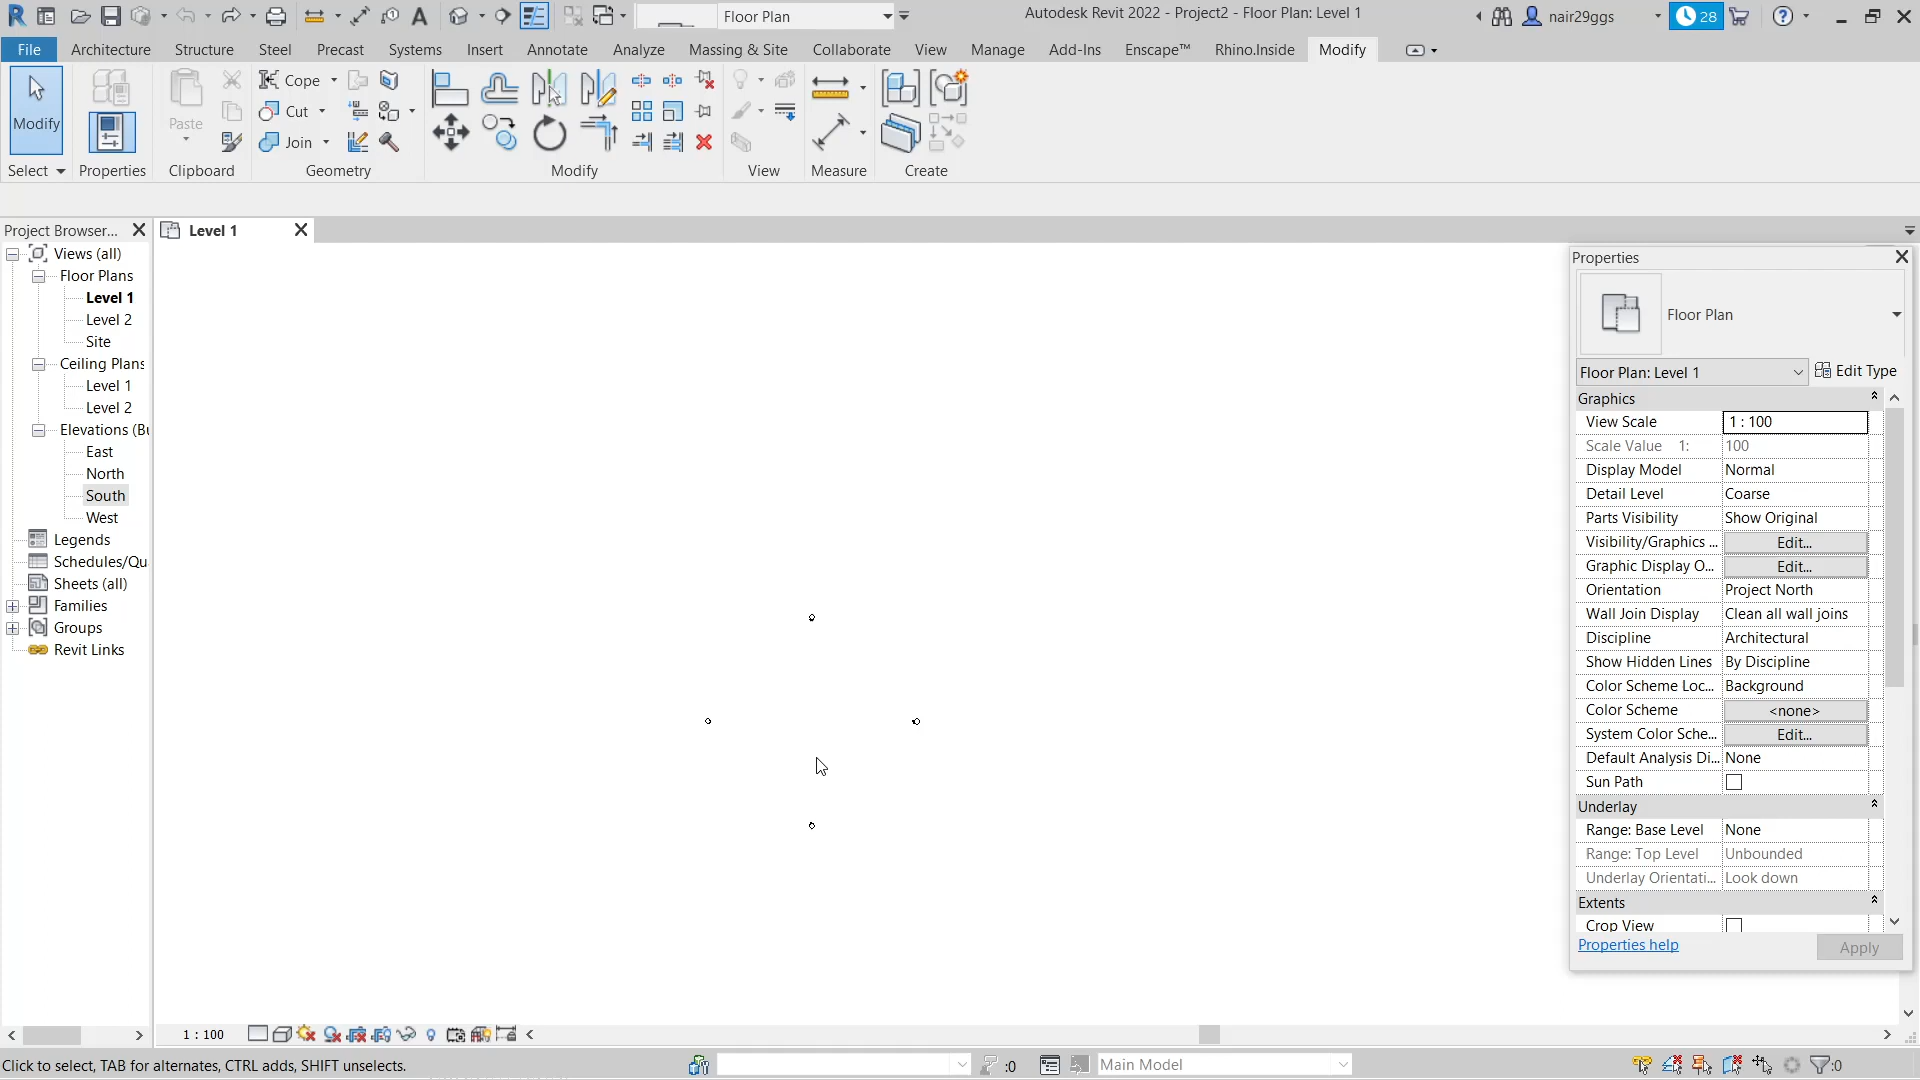 Floor Plan
Autodesk Revit 2022 - Project2 - Floor Plan: Level 1
nair29ggs
28
File
Architecture
Structure
Steel
Precast
Systems
Insert
Annotate
Analyze
Massing & Site
Collaborate
View
Manage
Add-Ins
Enscape™
Rhino.Inside
Modify
Modify
Paste
Cope
Cut
Join
Select
Properties
Clipboard
Geometry
Modify
View
Measure
Create
Project Browser...
Level 1
Views (all)
Floor Plans
Level 1
Level 2
Site
Ceiling Plans
Level 1
Level 2
Elevations (Bu
East
North
South
West
Legends
Schedules/Qu
Sheets (all)
Families
Groups
Revit Links
Properties
Floor Plan
Floor Plan: Level 1
Edit Type
Graphics
View Scale 1 : 100
Scale Value 1: 100
Display Model Normal
Detail Level Coarse
Parts Visibility Show Original
Visibility/Graphics ... Edit...
Graphic Display O... Edit...
Orientation Project North
Wall Join Display Clean all wall joins
Discipline Architectural
Show Hidden Lines By Discipline
Color Scheme Loc... Background
Color Scheme <none>
System Color Sche... Edit...
Default Analysis Di... None
Sun Path
Underlay
Range: Base Level None
Range: Top Level Unbounded
Underlay Orientati... Look down
Extents
Crop View
Properties help
Apply
1 : 100
Click to select, TAB for alternates, CTRL adds, SHIFT unselects.
:0
Main Model
:0